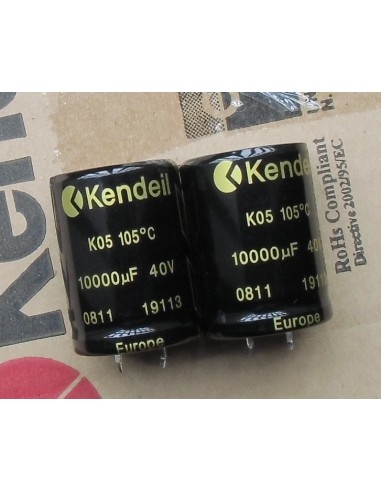 Kendeil
K05 105°C
10000µF 40V
0811 19113
Europe
Kendeil
K05 105°C
10000µF 40V
0811 1911
Europe
RoHs Compliant
Directive 2002/95/EC